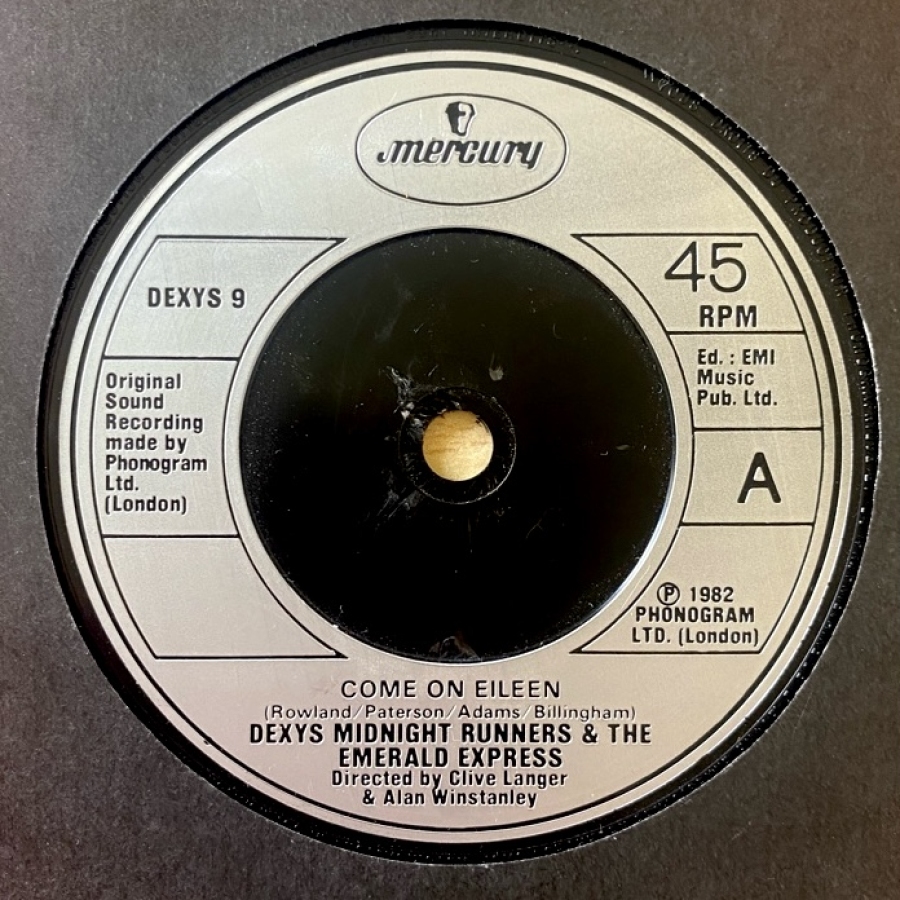 mercury
DEXYS 9
Original
Sound
Recording
made by
Phonogram
Ltd.
(London)
45
RPM
Ed. : EMI
Music
Pub. Ltd.
A
Ⓟ 1982
PHONOGRAM
LTD. (London)
COME ON EILEEN
(Rowland/Paterson/Adams/Billingham)
DEXYS MIDNIGHT RUNNERS & THE
EMERALD EXPRESS
Directed by Clive Langer
& Alan Winstanley